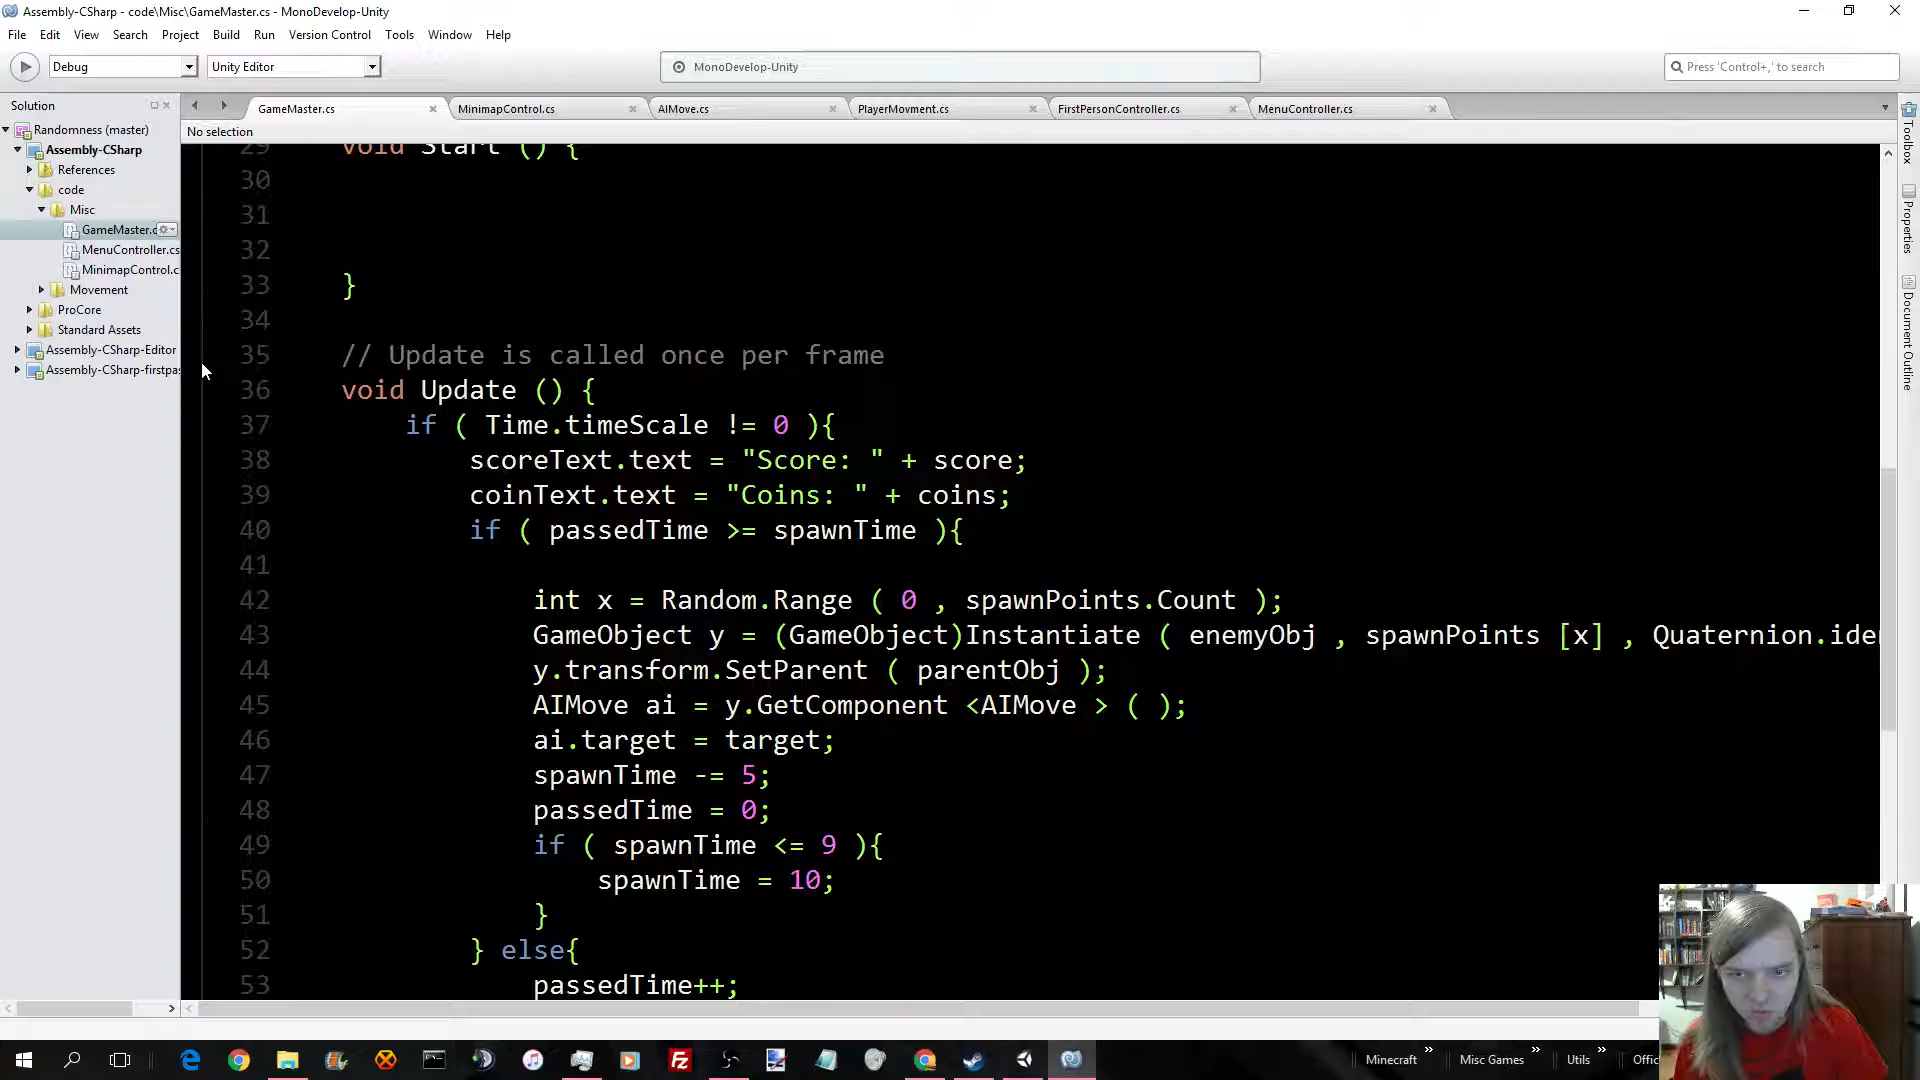 Assembly-CSharp - code\Misc\GameMaster.cs - MonoDevelop-Unity
File Edit View Search Project Build Run Version Control Tools Window Help
Debug Unity Editor MonoDevelop-Unity Press 'Control+,' to search
Solution
GameMaster.cs MinimapControl.cs AIMove.cs PlayerMovment.cs FirstPersonController.cs MenuController.cs
No selection
Randomness (master)
Assembly-CSharp
References
code
Misc
GameMaster.c
MenuController.cs
MinimapControl.c
Movement
ProCore
Standard Assets
Assembly-CSharp-Editor
Assembly-CSharp-firstpas
29 void Start () {
30
31
32
33 }
34
35 // Update is called once per frame
36 void Update () {
37 if ( Time.timeScale != 0 ){
38 scoreText.text = "Score: " + score;
39 coinText.text = "Coins: " + coins;
40 if ( passedTime >= spawnTime ){
41
42 int x = Random.Range ( 0 , spawnPoints.Count );
43 GameObject y = (GameObject)Instantiate ( enemyObj , spawnPoints [x] , Quaternion.ide
44 y.transform.SetParent ( parentObj );
45 AIMove ai = y.GetComponent <AIMove > ( );
46 ai.target = target;
47 spawnTime -= 5;
48 passedTime = 0;
49 if ( spawnTime <= 9 ){
50 spawnTime = 10;
51 }
52 } else{
53 passedTime++;
Toolbox
Properties
Document Outline
Minecraft Misc Games Utils Offic